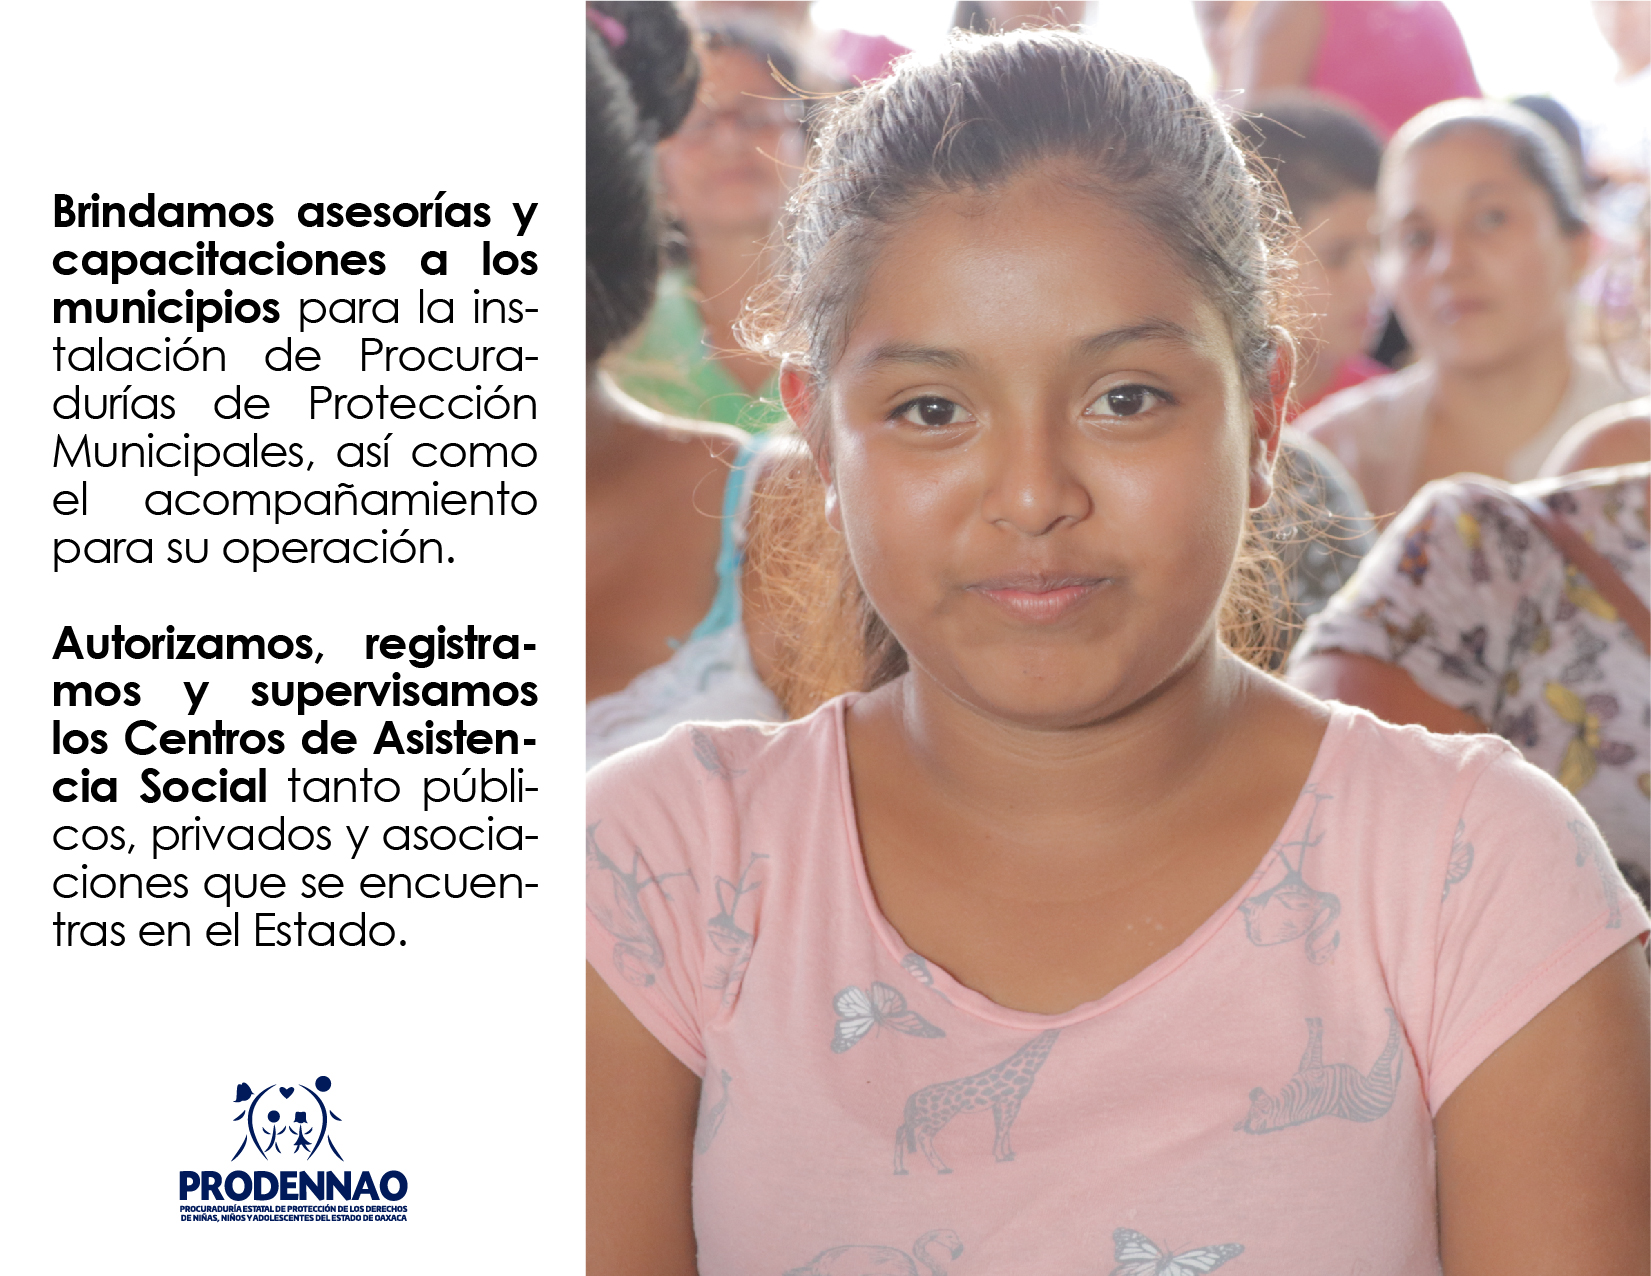 Brindamos asesorías y
capacitaciones a los
municipios para la ins-
talación de Procura-
durías de Protección
Municipales, así como
el acompañamiento
para su operación.
Autorizamos, registra-
mos y supervisamos
los Centros de Asisten-
cia Social tanto públi-
cos, privados y asocia-
ciones que se encuen-
tras en el Estado.
PRODENNAO
PROCURADURÍA ESTATAL DE PROTECCIÓN DE LOS DERECHOS
DE NIÑAS, NIÑOS Y ADOLESCENTES DEL ESTADO DE OAXACA